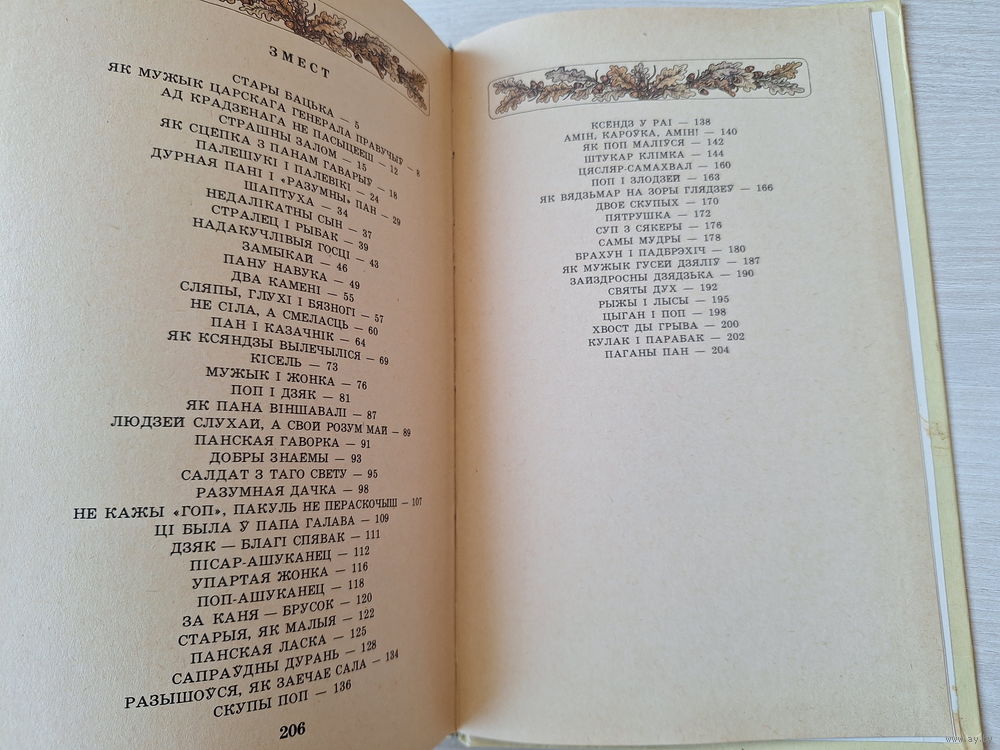 ЗМЕСТ
СТАРЫ БАЦЬКА — 5
ЯК МУЖЫК ЦАРСКАГА ГЕНЕРАЛА ПРАВУЧЫЎ — 8
АД КРАДЗЕНАГА НЕ ПАСЫЦЕЕШ — 12
СТРАШНЫ ЗАЛОМ — 15
ЯК СЦЕПКА З ПАНАМ ГАВАРЫЎ — 18
ПАЛЕШУКІ І ПАЛЕВІКІ — 24
ДУРНАЯ ПАНІ І «РАЗУМНЫ» ПАН — 29
ШАПТУХА — 34
НЕДАЛІКАТНЫ СЫН — 37
СТРАЛЕЦ І РЫБАК — 39
НАДАКУЧЛІВЫЯ ГОСЦІ — 43
ЗАМЫКАЙ — 46
ПАНУ НАВУКА — 49
ДВА КАМЕНІ — 55
СЛЯПЫ, ГЛУХІ І БЯЗНОГІ — 57
НЕ СІЛА, А СМЕЛАСЦЬ — 60
ПАН І КАЗАЧНІК — 64
ЯК КСЯНДЗЫ ВЫЛЕЧЫЛІСЯ — 69
КІСЕЛЬ — 73
МУЖЫК І ЖОНКА — 76
ПОП І ДЗЯК — 81
ЯК ПАНА ВІНШАВАЛІ — 87
ЛЮДЗЕЙ СЛУХАЙ, А СВОЙ РОЗУМ МАЙ — 89
ПАНСКАЯ ГАВОРКА — 91
ДОБРЫ ЗНАЕМЫ — 93
САЛДАТ З ТАГО СВЕТУ — 95
РАЗУМНАЯ ДАЧКА — 98
НЕ КАЖЫ «ГОП», ПАКУЛЬ НЕ ПЕРАСКОЧЫШ — 107
ЦІ БЫЛА Ў ПАПА ГАЛАВА — 109
ДЗЯК — БЛАГІ СПЯВАК — 111
ПІСАР-АШУКАНЕЦ — 112
УПАРТАЯ ЖОНКА — 116
ПОП-АШУКАНЕЦ — 118
ЗА КАНЯ — БРУСОК — 120
СТАРЫЯ, ЯК МАЛЫЯ — 122
ПАНСКАЯ ЛАСКА — 125
САПРАЎДНЫ ДУРАНЬ — 128
РАЗЫШОЎСЯ, ЯК ЗАЕЧАЕ САЛА — 134
СКУПЫ ПОП — 136
206
КСЕНДЗ У РАІ — 138
АМІН, КАРОЎКА, АМІН! — 140
ЯК ПОП МАЛІЎСЯ — 142
ШТУКАР КЛІМКА — 144
ЦЯСЛЯР-САМАХВАЛ — 160
ПОП І ЗЛОДЗЕЙ — 163
ЯК ВЯДЗЬМАР НА ЗОРЫ ГЛЯДЗЕЎ — 166
ДВОЕ СКУПЫХ — 170
ПЯТРУШКА — 172
СУП З СЯКЕРЫ — 176
САМЫ МУДРЫ — 178
БРАХУН І ПАДБРЭХІЧ — 180
ЯК МУЖЫК ГУСЕЙ ДЗЯЛІЎ — 187
ЗАЙЗДРОСНЫ ДЗЯДЗЬКА — 190
СВЯТЫ ДУХ — 192
РЫЖЫ І ЛЫСЫ — 195
ЦЫГАН І ПОП — 198
ХВОСТ ДЫ ГРЫВА — 200
КУЛАК І ПАРАБАК — 202
ПАГАНЫ ПАН — 204
www.ay.by